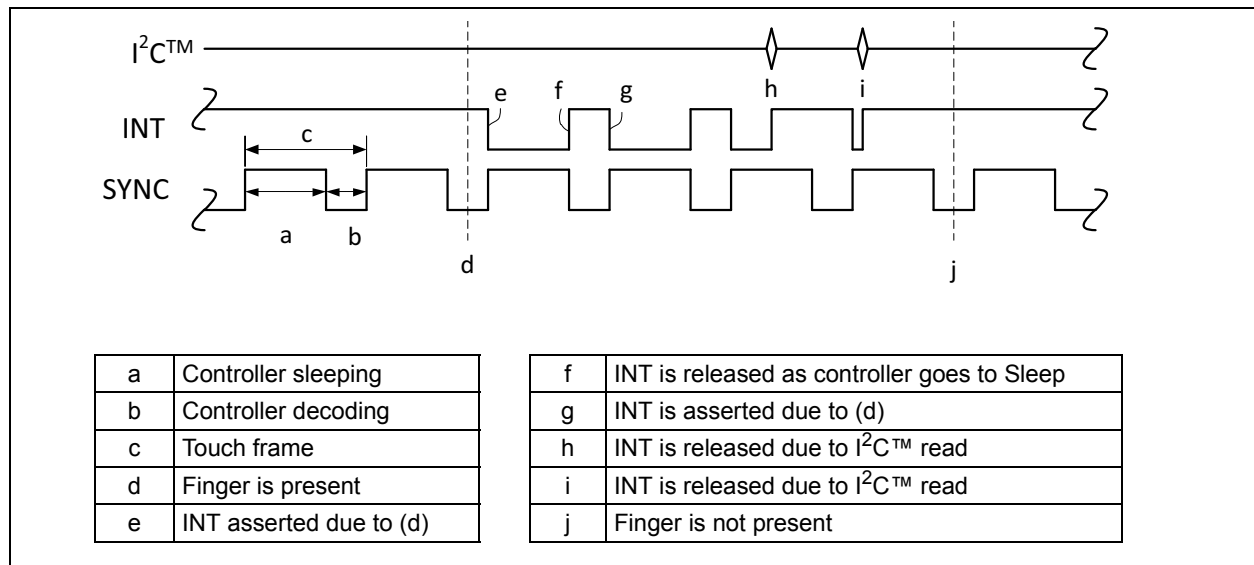 I²C™
h
i
e
f
g
INT
c
SYNC
a
b
d
j
a Controller sleeping
b Controller decoding
c Touch frame
d Finger is present
e INT asserted due to (d)
f INT is released as controller goes to Sleep
g INT is asserted due to (d)
h INT is released due to I²C™ read
i INT is released due to I²C™ read
j Finger is not present